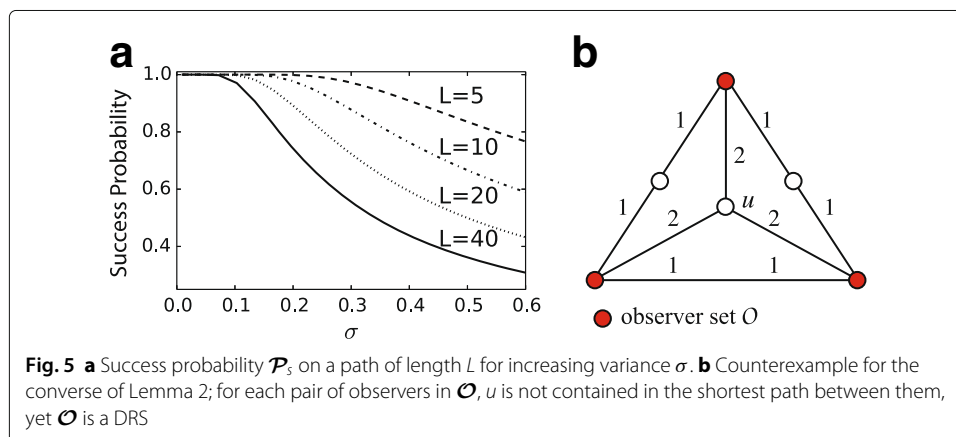 a
b
Success Probability
1.0
0.8
0.6
0.4
L=5
L=10
L=20
L=40
0.0 0.1 0.2 0.3 0.4 0.5 0.6
σ
1 1
2
1 u 1
2 2
1 1
observer set O
Fig. 5 a Success probability 𝓟s on a path of length L for increasing variance σ. b Counterexample for the
converse of Lemma 2; for each pair of observers in 𝓞, u is not contained in the shortest path between them,
yet 𝓞 is a DRS